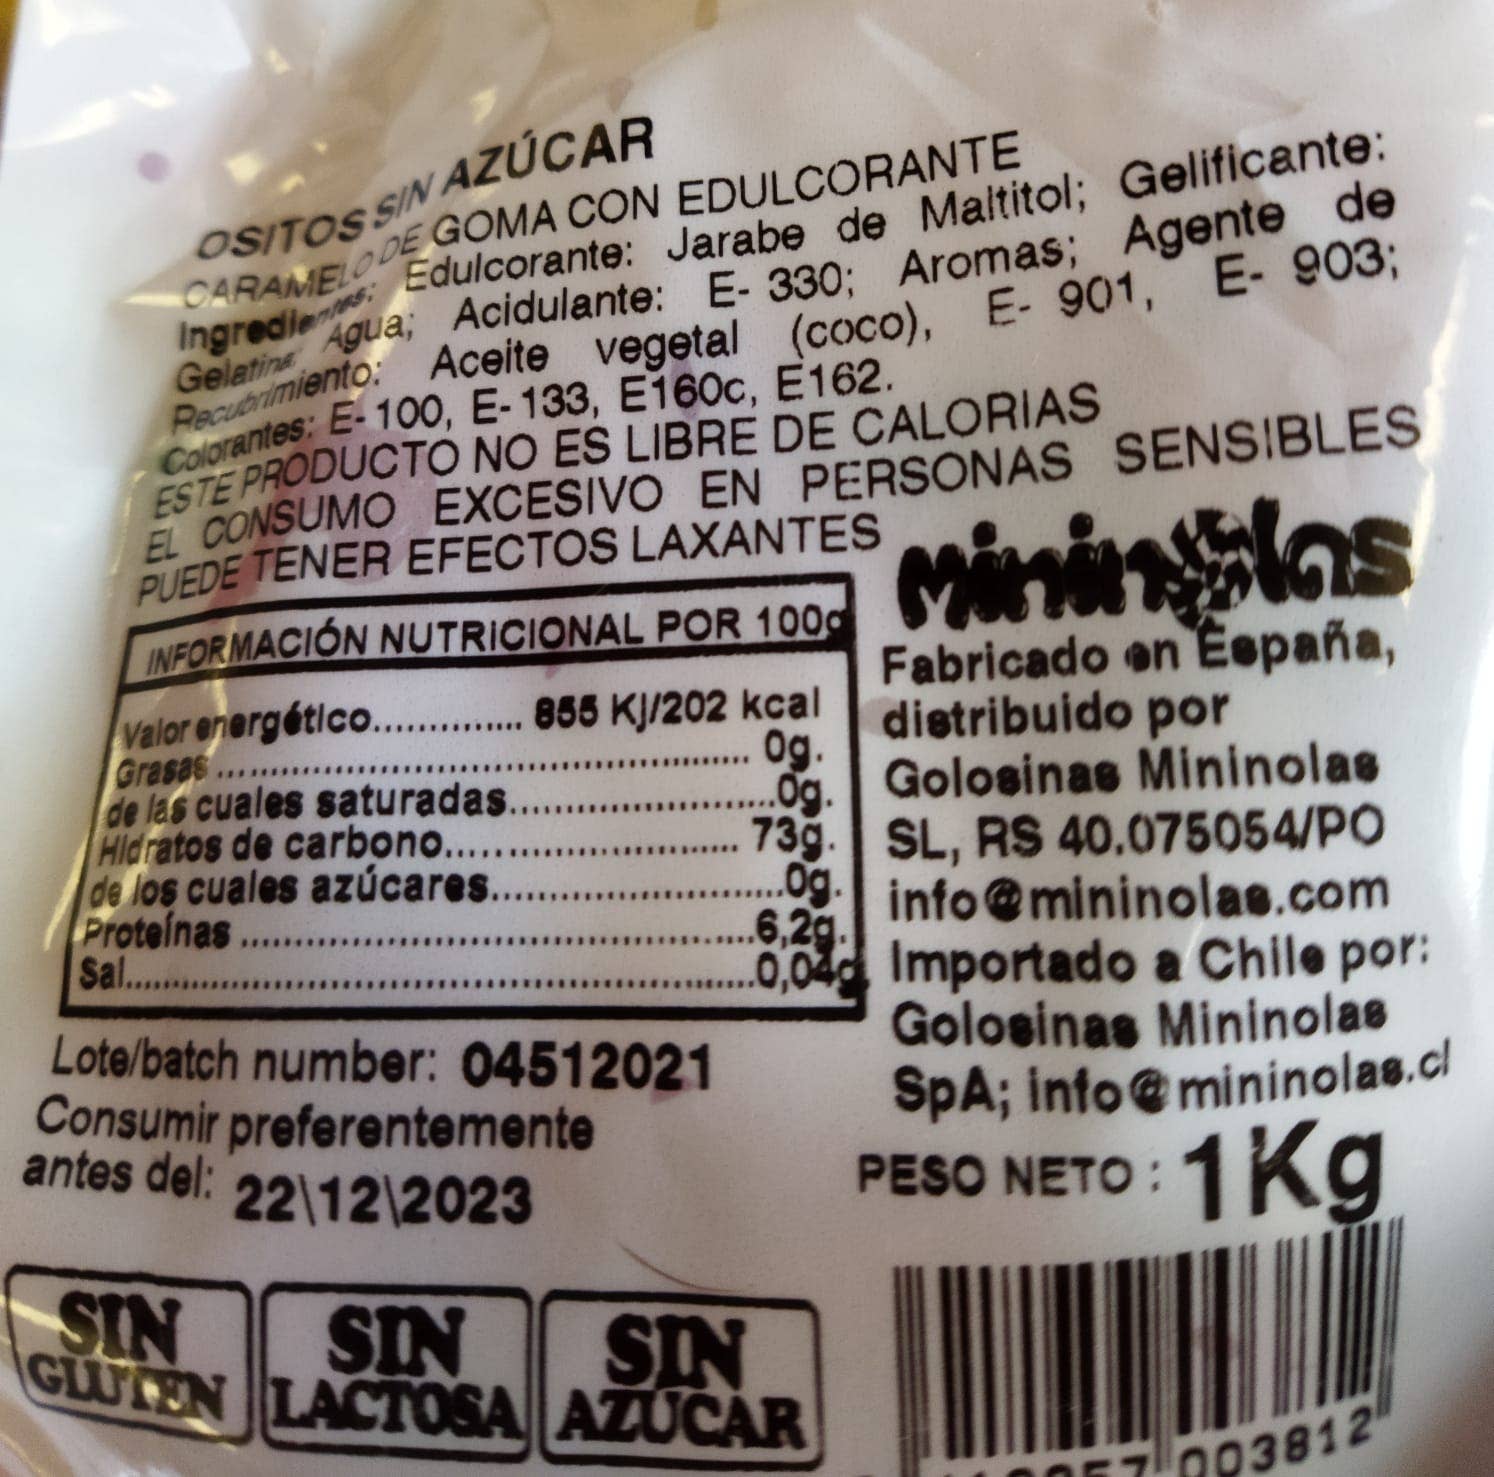 OSITOS SIN AZÚCAR
CARAMELO DE GOMA CON EDULCORANTE
Ingredientes: Edulcorante: Jarabe de Maltitol; Gelificante:
Gelatina; Agua; Acidulante: E- 330; Aromas; Agente de
Recubrimiento: Aceite vegetal (coco), E- 901, E- 903;
Colorantes: E- 100, E- 133, E160c, E162.
ESTE PRODUCTO NO ES LIBRE DE CALORIAS
EL CONSUMO EXCESIVO EN PERSONAS SENSIBLES
PUEDE TENER EFECTOS LAXANTES
INFORMACIÓN NUTRICIONAL POR 100g
Valor energético.............. 855 KJ/202 kcal
Grasas ............................................. 0g.
de las cuales saturadas......................0g.
Hidratos de carbono....................... 73g.
de los cuales azúcares.......................0g.
Proteínas ..........................................6,2g.
Sal.....................................................0,04g
mininolas
Fabricado en España,
distribuido por
Golosinas Mininolas
SL, RS 40.075054/PO
info@mininolas.com
Importado a Chile por:
Golosinas Mininolas
SpA; info@mininolas.cl
PESO NETO : 1Kg
Lote/batch number: 04512021
Consumir preferentemente
antes del: 22\12\2023
SIN
GLUTEN
SIN
LACTOSA
SIN
AZÚCAR
003812